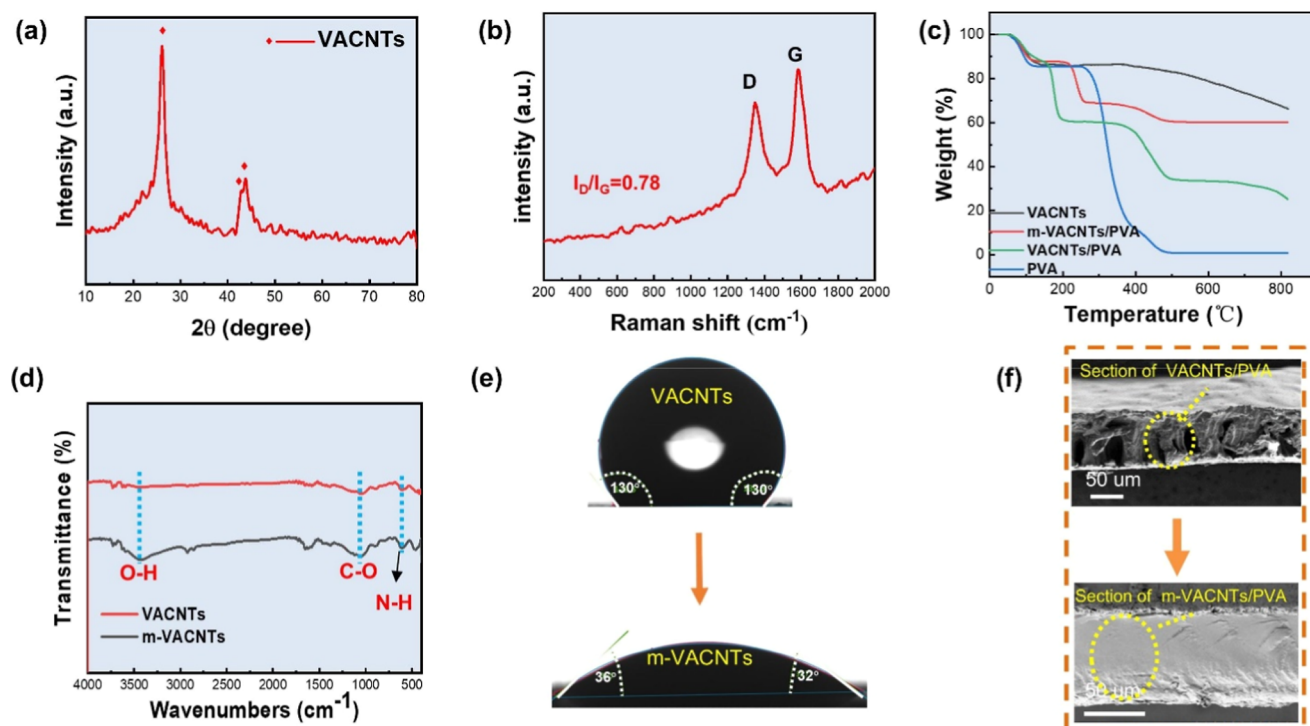 (a)
VACNTs
Intensity (a.u.)
10 20 30 40 50 60 70 80
2θ (degree)
(b)
D
G
I_D/I_G=0.78
intensity (a.u.)
200 400 600 800 1000 1200 1400 1600 1800 2000
Raman shift (cm⁻¹)
(c)
100
80
60
40
20
0
Weight (%)
VACNTs
m-VACNTs/PVA
VACNTs/PVA
PVA
0 200 400 600 800
Temperature (℃)
(d)
Transmittance (%)
O-H
C-O
N-H
VACNTs
m-VACNTs
4000 3500 3000 2500 2000 1500 1000 500
Wavenumbers (cm⁻¹)
(e)
VACNTs
130° 130°
m-VACNTs
36° 32°
(f)
Section of VACNTs/PVA
50 um
Section of m-VACNTs/PVA
50 um